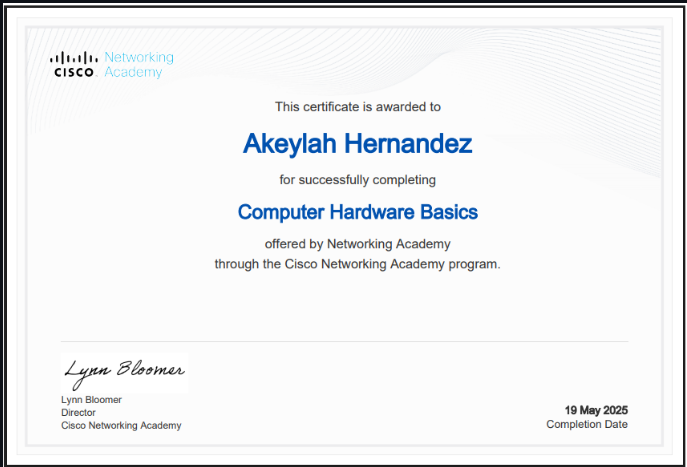 Networking
CISCO Academy
This certificate is awarded to
Akeylah Hernandez
for successfully completing
Computer Hardware Basics
offered by Networking Academy
through the Cisco Networking Academy program.
Lynn Bloomer
Lynn Bloomer
Director
Cisco Networking Academy
19 May 2025
Completion Date